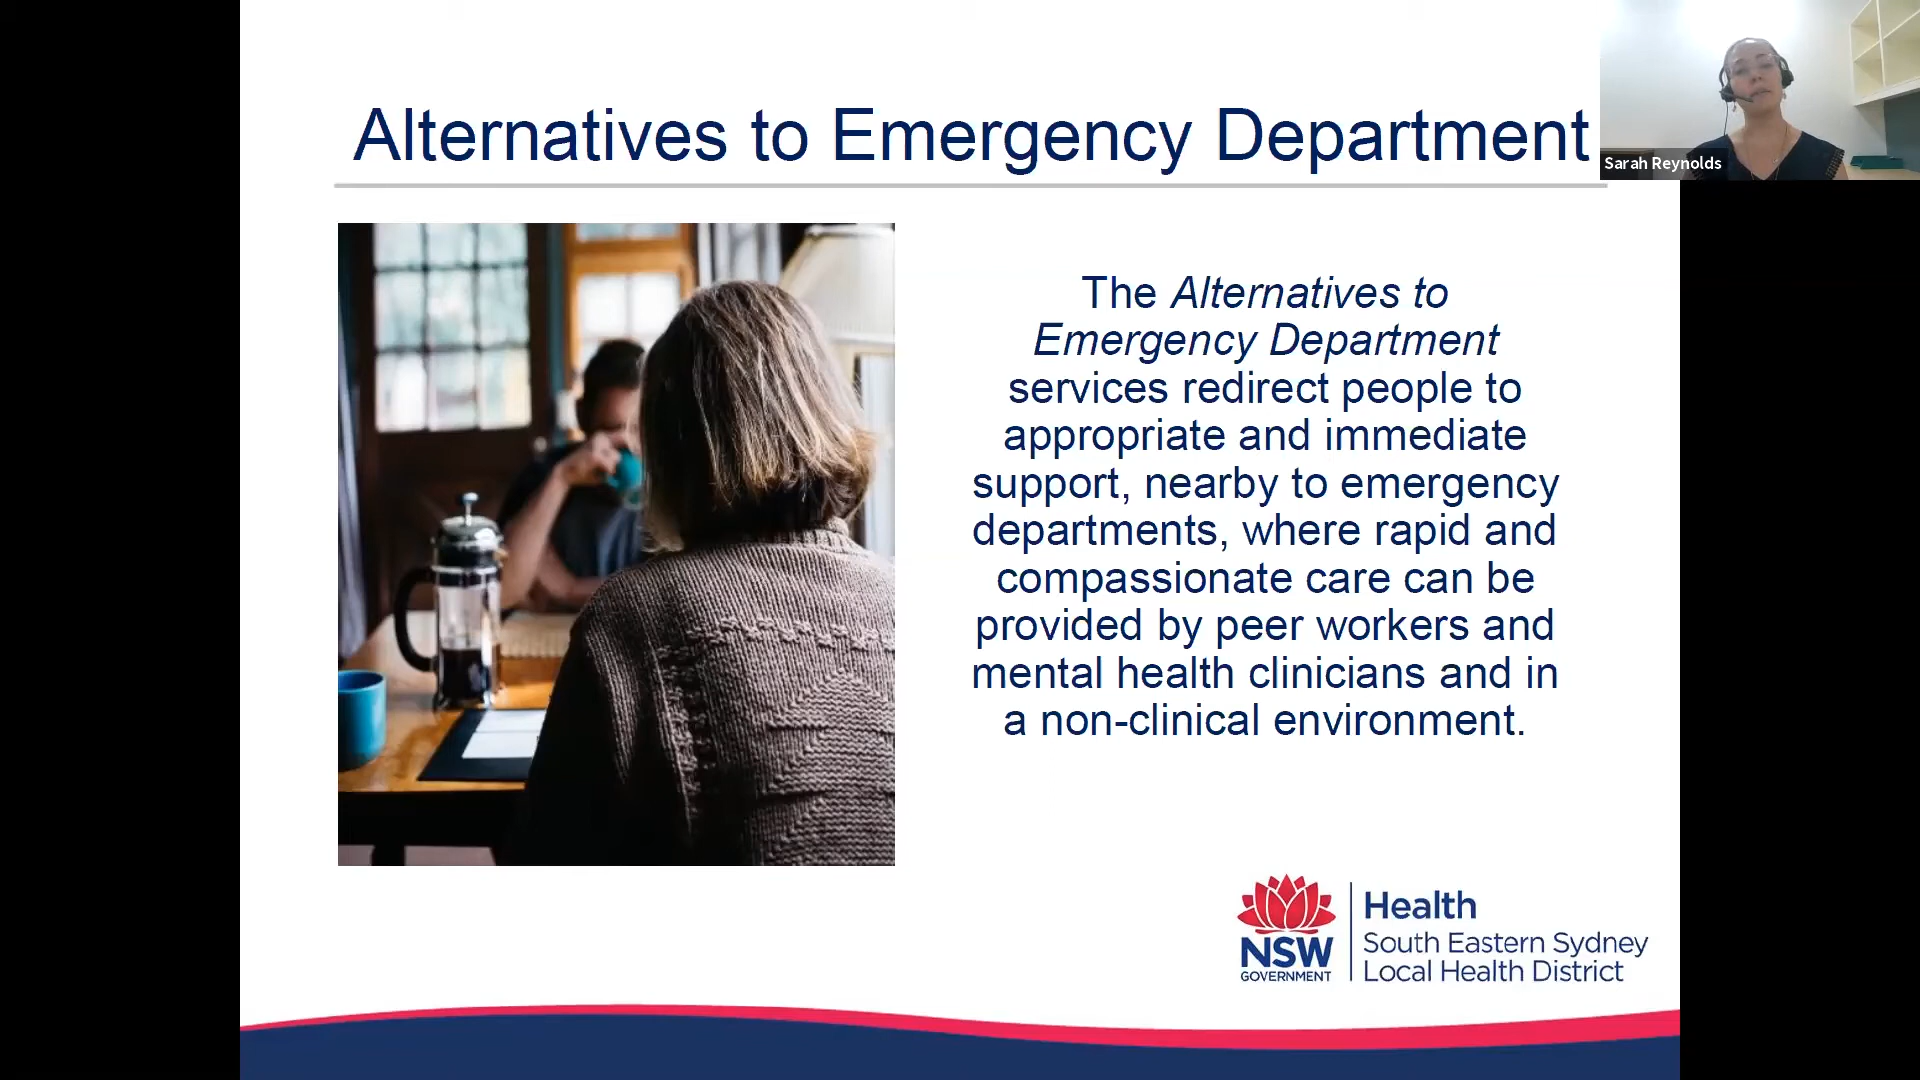 Alternatives to Emergency Department
Sarah Reynolds
The Alternatives to
Emergency Department
services redirect people to
appropriate and immediate
support, nearby to emergency
departments, where rapid and
compassionate care can be
provided by peer workers and
mental health clinicians and in
a non-clinical environment.
NSW
GOVERNMENT
Health
South Eastern Sydney
Local Health District